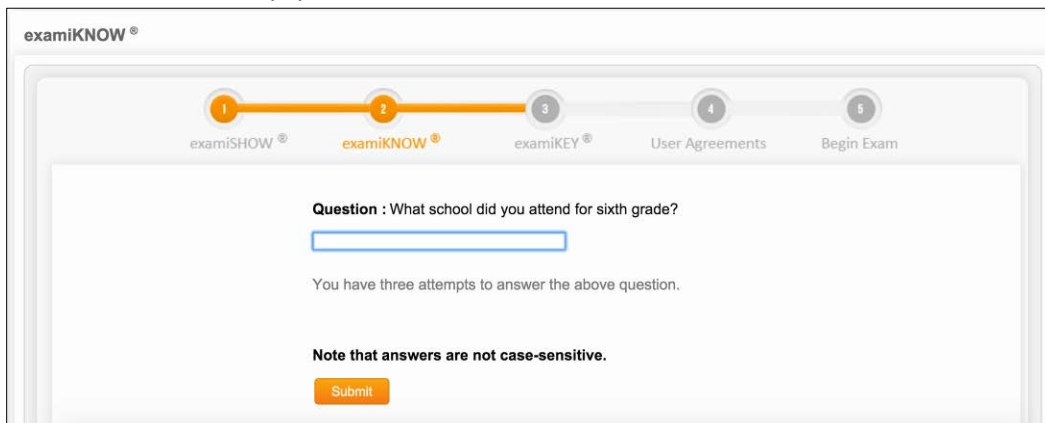 examiKNOW ®
1 2 3 4 5
examiSHOW ® examiKNOW ® examiKEY ® User Agreements Begin Exam
Question : What school did you attend for sixth grade?
You have three attempts to answer the above question.
Note that answers are not case-sensitive.
Submit